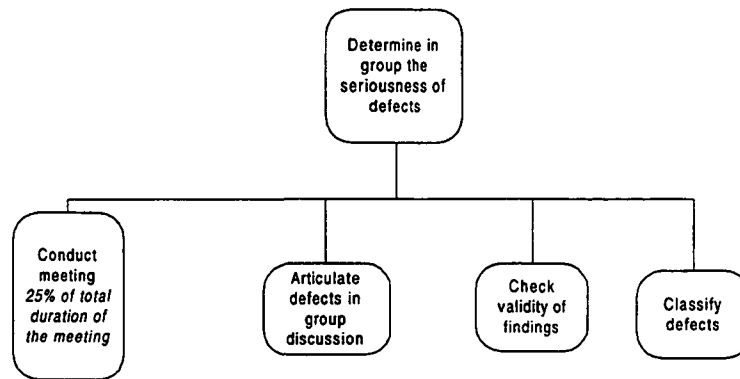 Determine in
group the
seriousness of
defects
Conduct
meeting
25% of total
duration of
the meeting
Articulate
defects in
group
discussion
Check
validity of
findings
Classify
defects